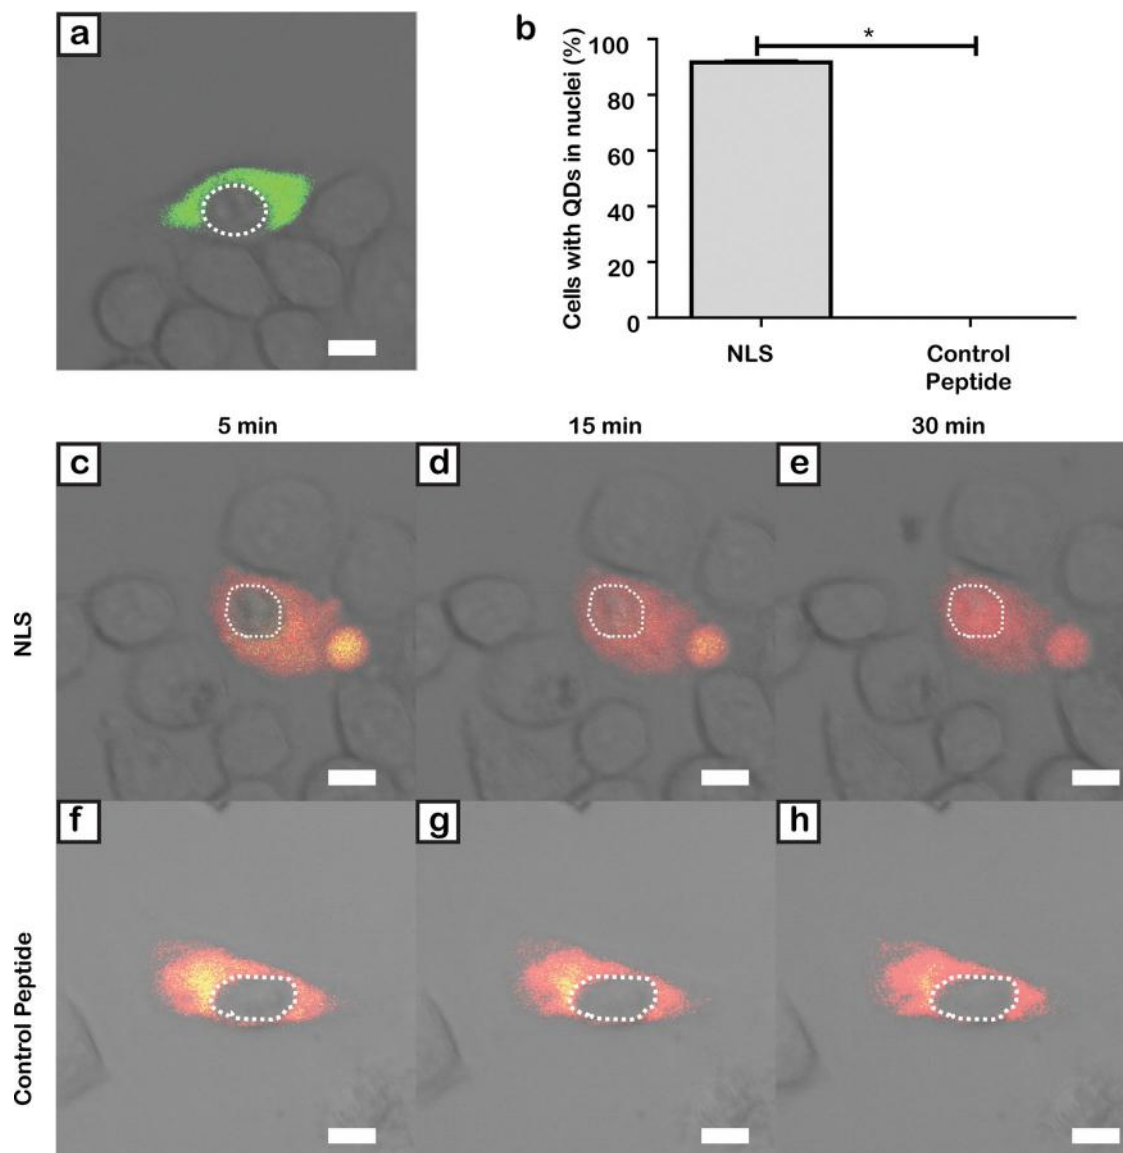 a
b
Cells with QDs in nuclei (%)
100
80
60
40
20
0
*
NLS
Control
Peptide
5 min
15 min
30 min
NLS
c
d
e
Control Peptide
f
g
h